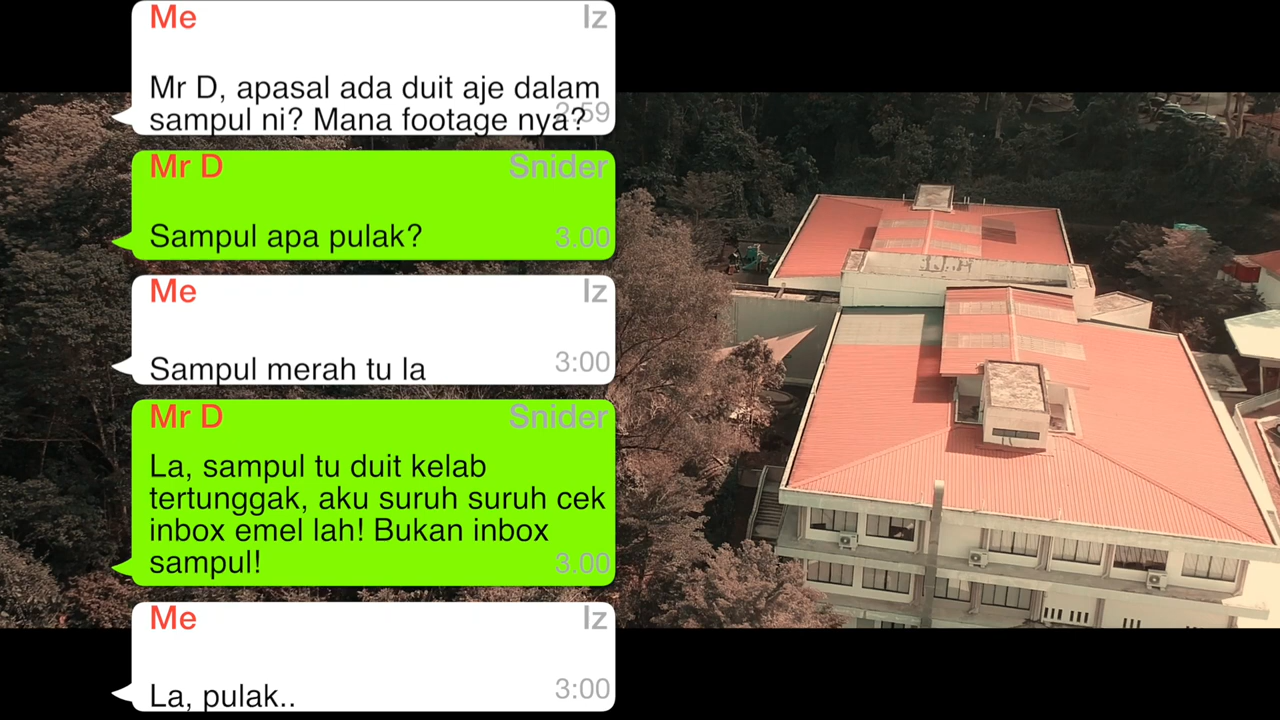 Me Iz
Mr D, apasal ada duit aje dalam
sampul ni? Mana footage nya?
2:59
Mr D Snider
Sampul apa pulak?
3.00
Me Iz
Sampul merah tu la
3:00
Mr D Snider
La, sampul tu duit kelab
tertunggak, aku suruh suruh cek
inbox emel lah! Bukan inbox
sampul!
3.00
Me Iz
La, pulak..
3:00